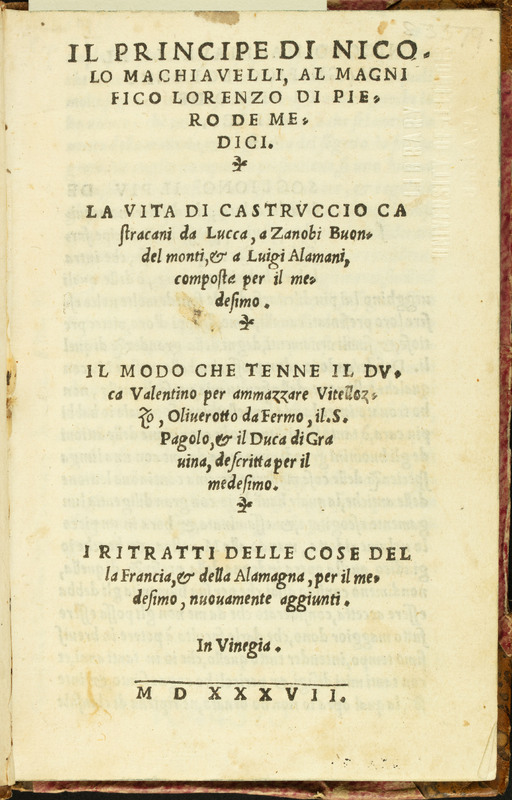 IL PRINCIPE DI NICO-
LO MACHIAVELLI, AL MAGNI
FICO LORENZO DI PIE-
RO DE ME-
DICI.
LA VITA DI CASTRVCCIO CA
stracani da Lucca, a Zanobi Buon-
del monti, & a Luigi Alamani,
composta per il me-
desimo.
IL MODO CHE TENNE IL DV-
ca Valentino per ammazzare Vitelloz-
zo, Oliuerotto da Fermo, il.S.
Pagolo, & il Duca di Gra
uina, descritta per il
medesimo.
I RITRATTI DELLE COSE DEL
la Francia, & della Alamagna, per il me-
desimo, nuouamente aggiunti.
In Vinegia.
M D XXXVII.